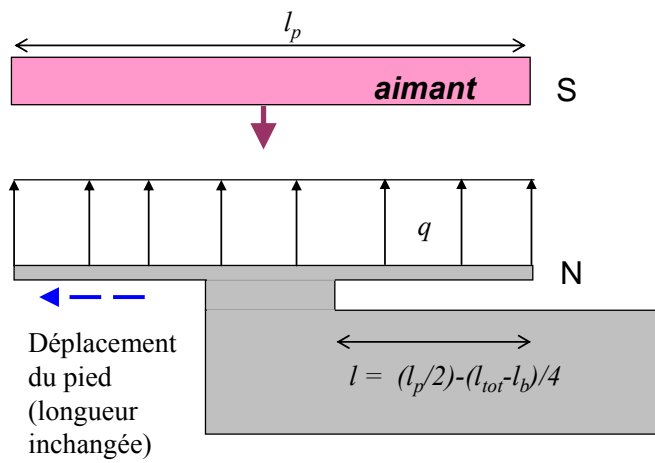 l_p
aimant
S
q
N
Déplacement
du pied
(longueur
inchangée)
l = (l_p/2)-(l_tot-l_b)/4